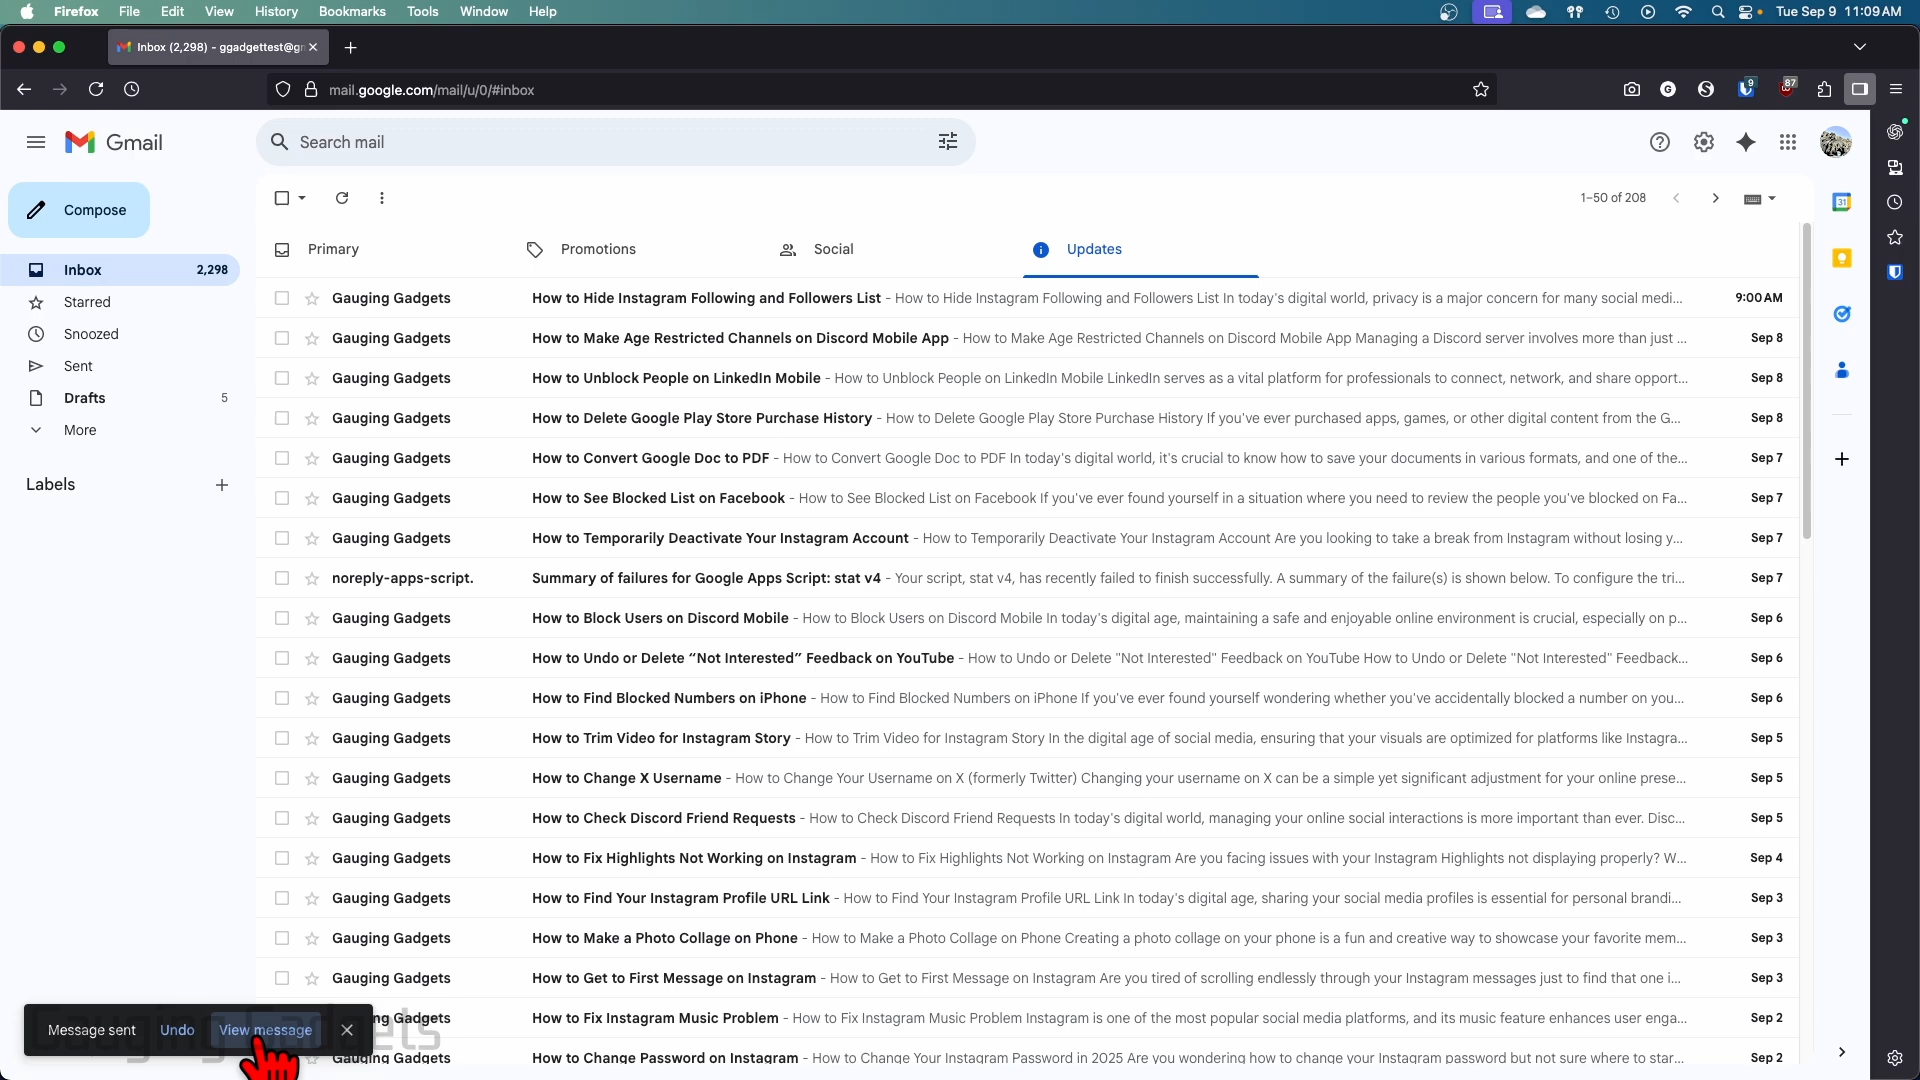 Firefox File Edit View History Bookmarks Tools Window Help Tue Sep 9 11:09 AM
Inbox (2,298) - ggadgettest@gm
mail.google.com/mail/u/0/#inbox 9 87
Gmail Search mail
Compose
1–50 of 208
Primary Promotions Social Updates
31
Inbox 2,298
Starred
Snoozed
Sent
Drafts 5
More
Labels
Gauging Gadgets How to Hide Instagram Following and Followers List - How to Hide Instagram Following and Followers List In today's digital world, privacy is a major concern for many social medi... 9:00 AM
Gauging Gadgets How to Make Age Restricted Channels on Discord Mobile App - How to Make Age Restricted Channels on Discord Mobile App Managing a Discord server involves more than just ... Sep 8
Gauging Gadgets How to Unblock People on LinkedIn Mobile - How to Unblock People on LinkedIn Mobile LinkedIn serves as a vital platform for professionals to connect, network, and share opport... Sep 8
Gauging Gadgets How to Delete Google Play Store Purchase History - How to Delete Google Play Store Purchase History If you've ever purchased apps, games, or other digital content from the G... Sep 8
Gauging Gadgets How to Convert Google Doc to PDF - How to Convert Google Doc to PDF In today's digital world, it's crucial to know how to save your documents in various formats, and one of the... Sep 7
Gauging Gadgets How to See Blocked List on Facebook - How to See Blocked List on Facebook If you've ever found yourself in a situation where you need to review the people you've blocked on Fa... Sep 7
Gauging Gadgets How to Temporarily Deactivate Your Instagram Account - How to Temporarily Deactivate Your Instagram Account Are you looking to take a break from Instagram without losing y... Sep 7
noreply-apps-script. Summary of failures for Google Apps Script: stat v4 - Your script, stat v4, has recently failed to finish successfully. A summary of the failure(s) is shown below. To configure the tri... Sep 7
Gauging Gadgets How to Block Users on Discord Mobile - How to Block Users on Discord Mobile In today's digital age, maintaining a safe and enjoyable online environment is crucial, especially on p... Sep 6
Gauging Gadgets How to Undo or Delete “Not Interested” Feedback on YouTube - How to Undo or Delete "Not Interested" Feedback on YouTube How to Undo or Delete "Not Interested" Feedback... Sep 6
Gauging Gadgets How to Find Blocked Numbers on iPhone - How to Find Blocked Numbers on iPhone If you've ever found yourself wondering whether you've accidentally blocked a number on you... Sep 6
Gauging Gadgets How to Trim Video for Instagram Story - How to Trim Video for Instagram Story In the digital age of social media, ensuring that your visuals are optimized for platforms like Instagra... Sep 5
Gauging Gadgets How to Change X Username - How to Change Your Username on X (formerly Twitter) Changing your username on X can be a simple yet significant adjustment for your online prese... Sep 5
Gauging Gadgets How to Check Discord Friend Requests - How to Check Discord Friend Requests In today's digital world, managing your online social interactions is more important than ever. Disc... Sep 5
Gauging Gadgets How to Fix Highlights Not Working on Instagram - How to Fix Highlights Not Working on Instagram Are you facing issues with your Instagram Highlights not displaying properly? W... Sep 4
Gauging Gadgets How to Find Your Instagram Profile URL Link - How to Find Your Instagram Profile URL Link In today's digital age, sharing your social media profiles is essential for personal brandi... Sep 3
Gauging Gadgets How to Make a Photo Collage on Phone - How to Make a Photo Collage on Phone Creating a photo collage on your phone is a fun and creative way to showcase your favorite mem... Sep 3
Gauging Gadgets How to Get to First Message on Instagram - How to Get to First Message on Instagram Are you tired of scrolling endlessly through your Instagram messages just to find that one i... Sep 3
ng Gadgets How to Fix Instagram Music Problem - How to Fix Instagram Music Problem Instagram is one of the most popular social media platforms, and its music feature enhances user enga... Sep 2
Message sent Undo View message
Gauging Gadgets
Gauging Gadgets How to Change Password on Instagram - How to Change Your Instagram Password in 2025 Are you wondering how to change your Instagram password but not sure where to star... Sep 2